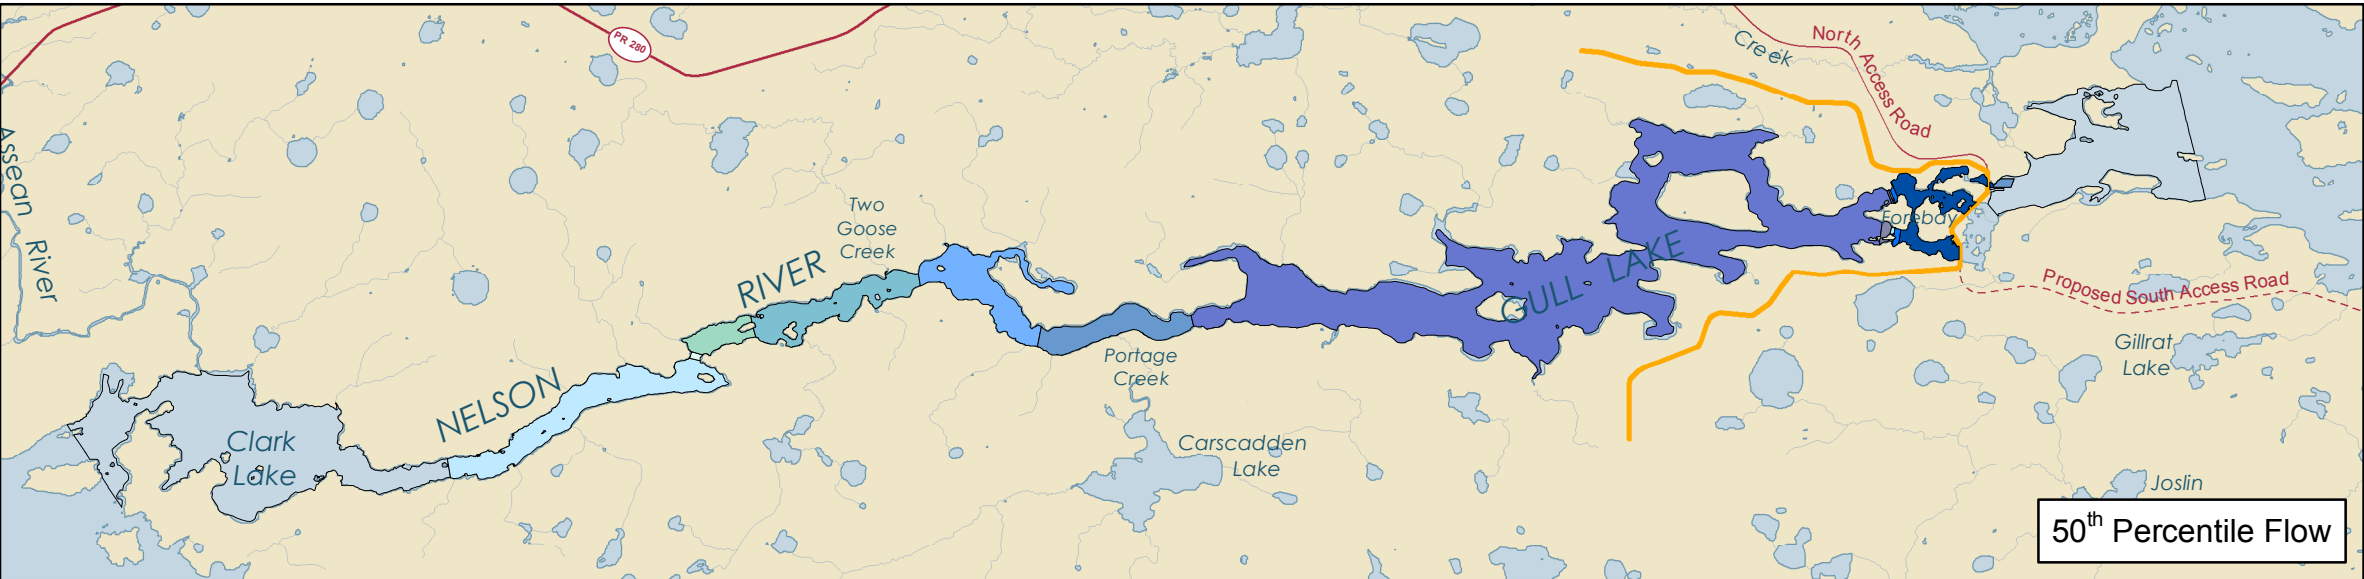 PR 280
Creek
North Access Road
Assean River
Two
Goose
Creek
Forebay
NELSON RIVER
GULL LAKE
Proposed South Access Road
Portage
Creek
Gillrat
Lake
Clark
Lake
Carscadden
Lake
Joslin
50th Percentile Flow